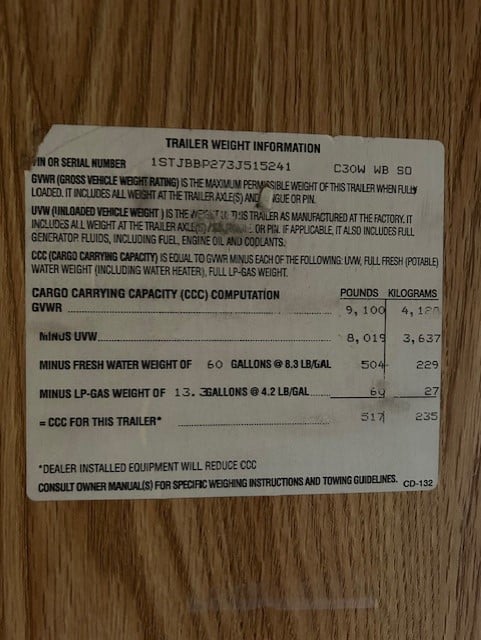 TRAILER WEIGHT INFORMATION
VIN OR SERIAL NUMBER 1STJBBP273J515241 C30W WB SO
GVWR (GROSS VEHICLE WEIGHT RATING) IS THE MAXIMUM PERMISSIBLE WEIGHT OF THIS TRAILER WHEN FULLY
LOADED. IT INCLUDES ALL WEIGHT AT THE TRAILER AXLE(S) AND OR PIN.
UVW (UNLOADED VEHICLE WEIGHT ) IS THE THIS TRAILER AS MANUFACTURED AT THE FACTORY. IT
INCLUDES ALL WEIGHT AT THE TRAILER OR PIN. IF APPLICABLE, IT ALSO INCLUDES FULL
GENERATOR FLUIDS, INCLUDING FUEL, ENGINE OIL AND COOLANTS.
CCC (CARGO CARRYING CAPACITY) IS EQUAL TO GVWR MINUS EACH OF THE FOLLOWING: UVW, FULL FRESH (POTABLE)
WATER WEIGHT (INCLUDING WATER HEATER), FULL LP-GAS WEIGHT.
CARGO CARRYING CAPACITY (CCC) COMPUTATION POUNDS KILOGRAMS
GVWR 9,100
MINUS UVW 8,019 3,637
MINUS FRESH WATER WEIGHT OF 60 GALLONS @ 8.3 LB/GAL 504 229
MINUS LP-GAS WEIGHT OF 13.3GALLONS @ 4.2 LB/GAL 60 27
= CCC FOR THIS TRAILER* 517 235
*DEALER INSTALLED EQUIPMENT WILL REDUCE CCC
CONSULT OWNER MANUAL(S) FOR SPECIFIC WEIGHING INSTRUCTIONS AND TOWING GUIDELINES. CD-132